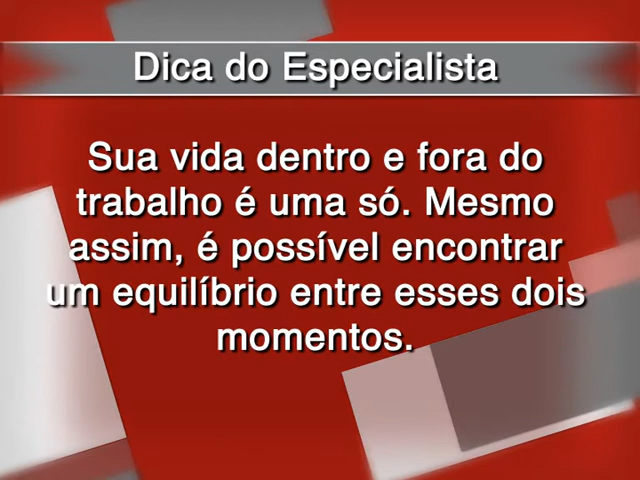 Dica do Especialista
Sua vida dentro e fora do
trabalho é uma só. Mesmo
assim, é possível encontrar
um equilíbrio entre esses dois
momentos.